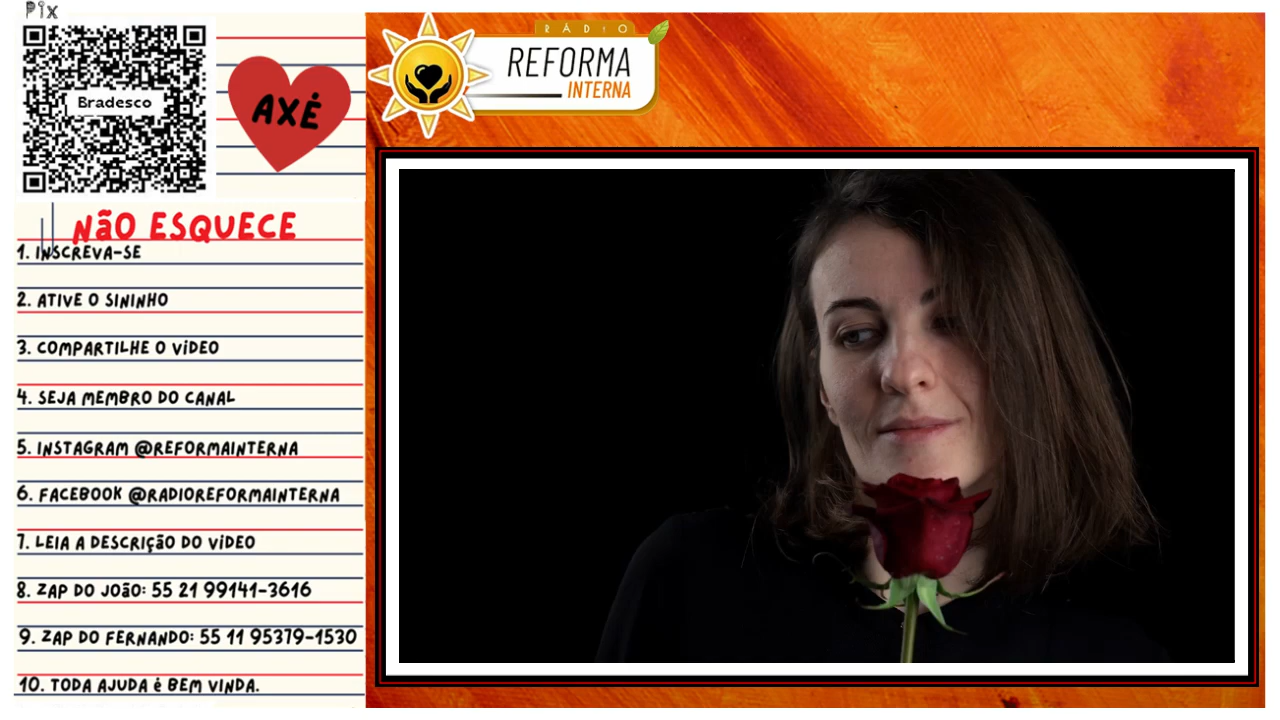 Pix
Bradesco
AXÉ
NãO ESQUECE
1. INSCREVA-SE
2. ATIVE O SININHO
3. COMPARTILHE O VíDEO
4. SEJA MEMBRO DO CANAL
5. INSTAGRAM @REFORMAINTERNA
6. FACEBOOK @RADIOREFORMAINTERNA
7. LEIA A DESCRIÇãO DO VíDEO
8. ZAP DO JOãO: 55 21 99141-3616
9. ZAP DO FERNANDO: 55 11 95379-1530
10. TODA AJUDA é BEM VINDA.
RÁDIO
REFORMA
INTERNA